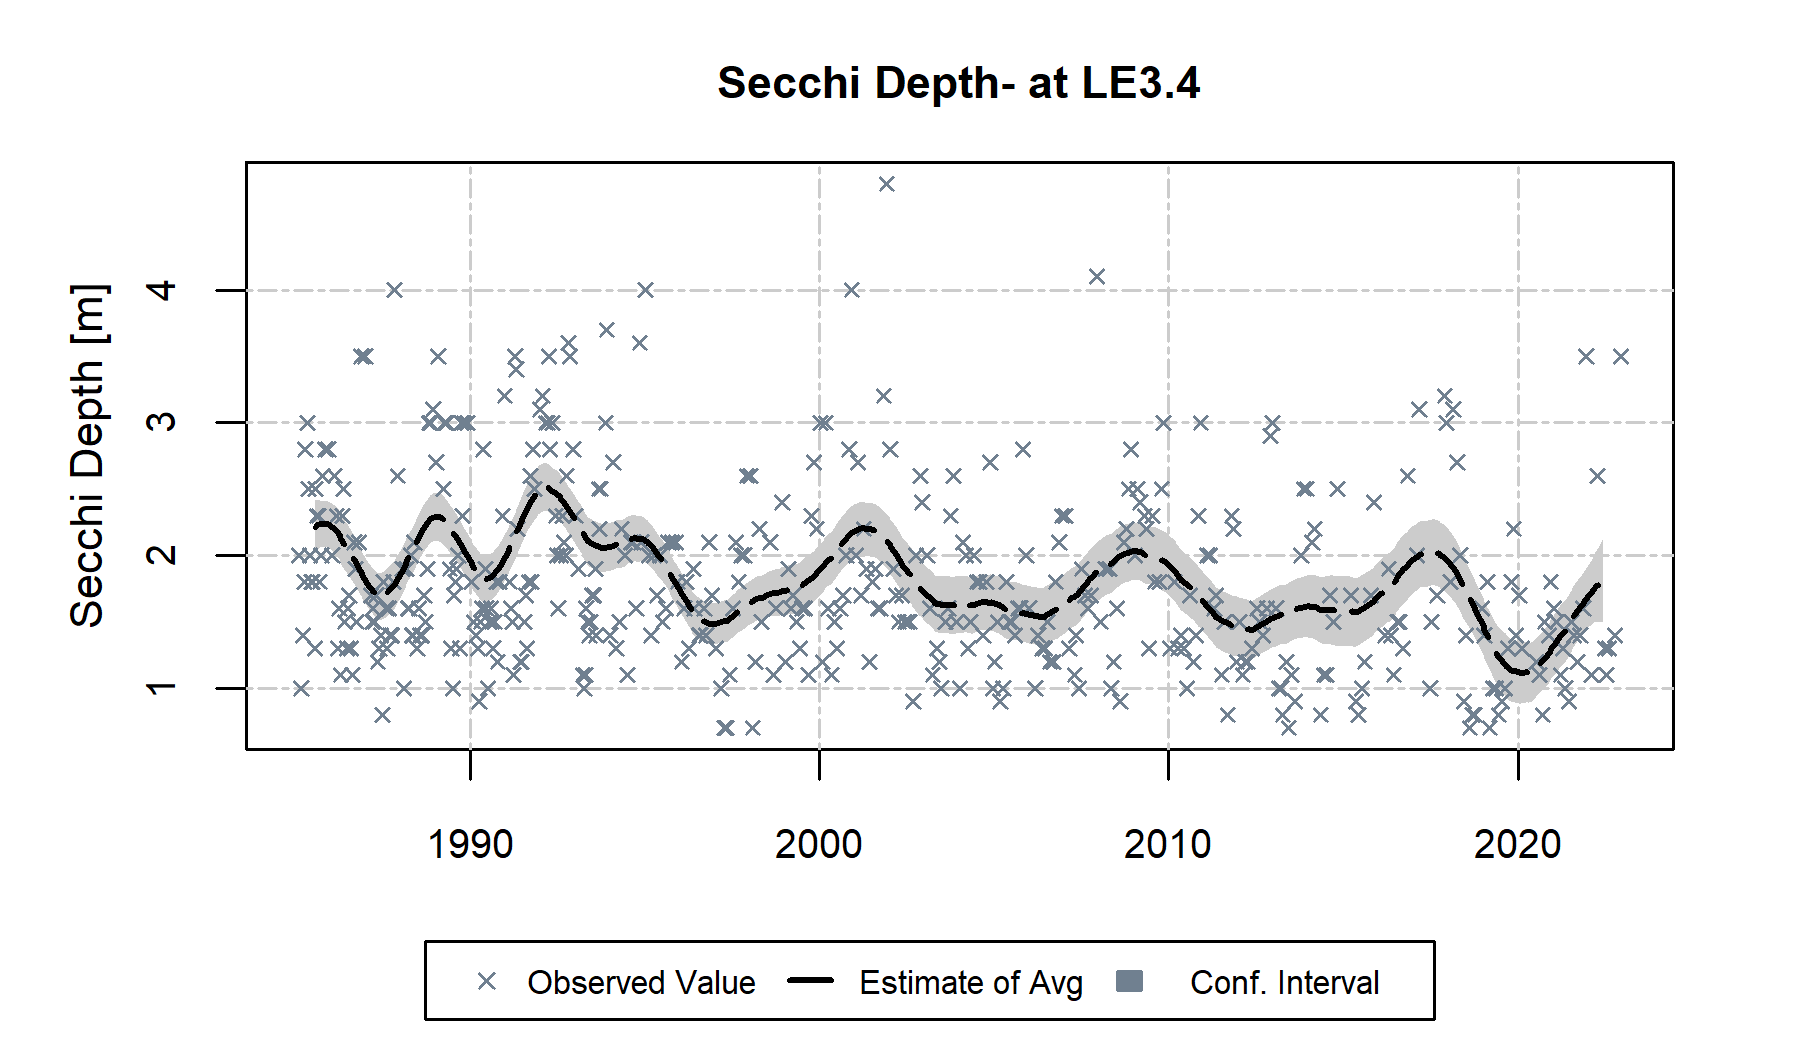 Secchi Depth- at LE3.4
Secchi Depth [m]
4
3
2
1
1990 2000 2010 2020
Observed Value Estimate of Avg Conf. Interval